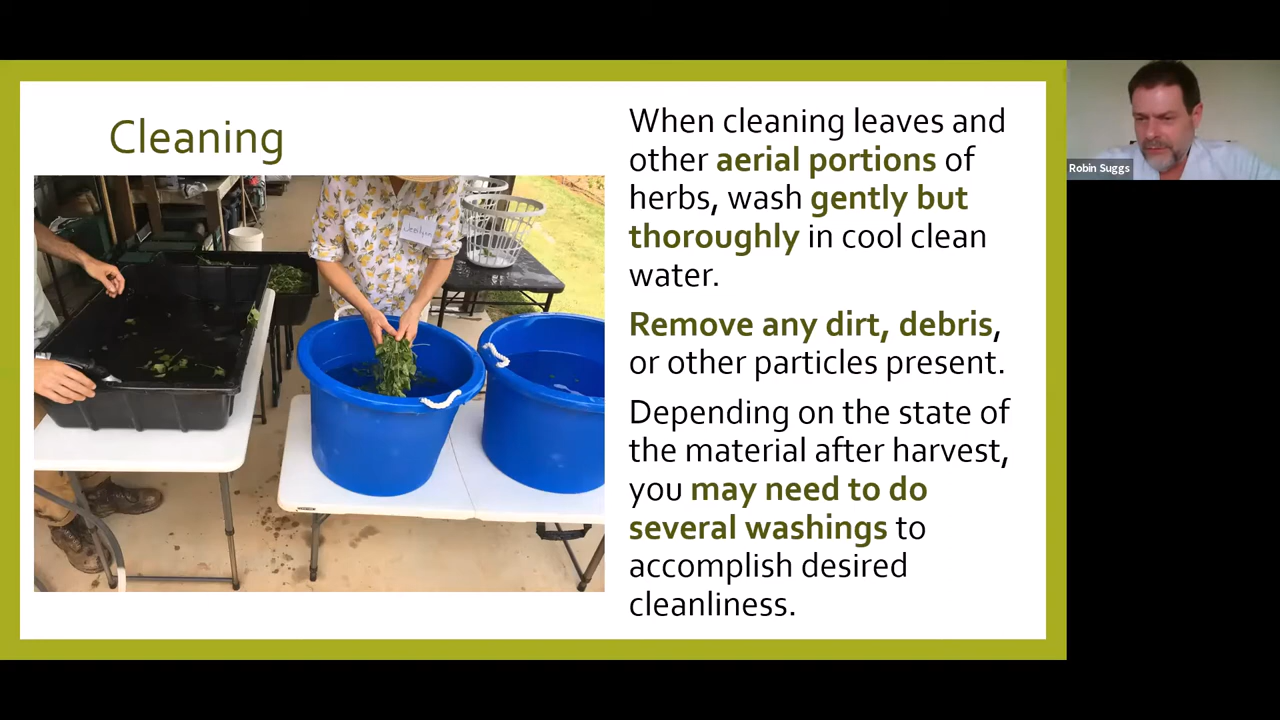 Cleaning
When cleaning leaves and
other aerial portions of
herbs, wash gently but
thoroughly in cool clean
water.
Remove any dirt, debris,
or other particles present.
Depending on the state of
the material after harvest,
you may need to do
several washings to
accomplish desired
cleanliness.
Robin Suggs